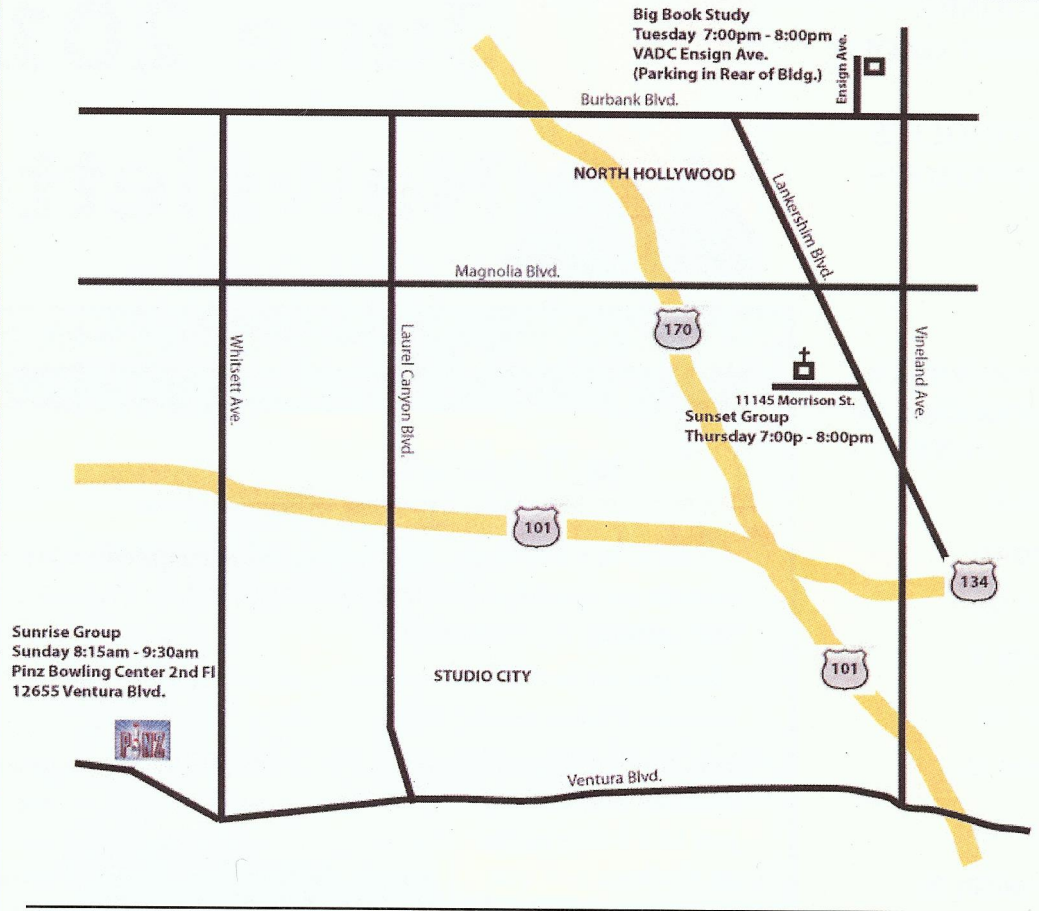 Big Book Study
Tuesday 7:00pm - 8:00pm
VADC Ensign Ave.
(Parking in Rear of Bldg.)
Ensign Ave.
Burbank Blvd.
NORTH HOLLYWOOD
Lankershim Blvd.
Magnolia Blvd.
170
Whitsett Ave.
Laurel Canyon Blvd.
Vineland Ave.
11145 Morrison St.
Sunset Group
Thursday 7:00p - 8:00pm
101
134
Sunrise Group
Sunday 8:15am - 9:30am
Pinz Bowling Center 2nd Fl
12655 Ventura Blvd.
STUDIO CITY
101
PiNZ
Ventura Blvd.